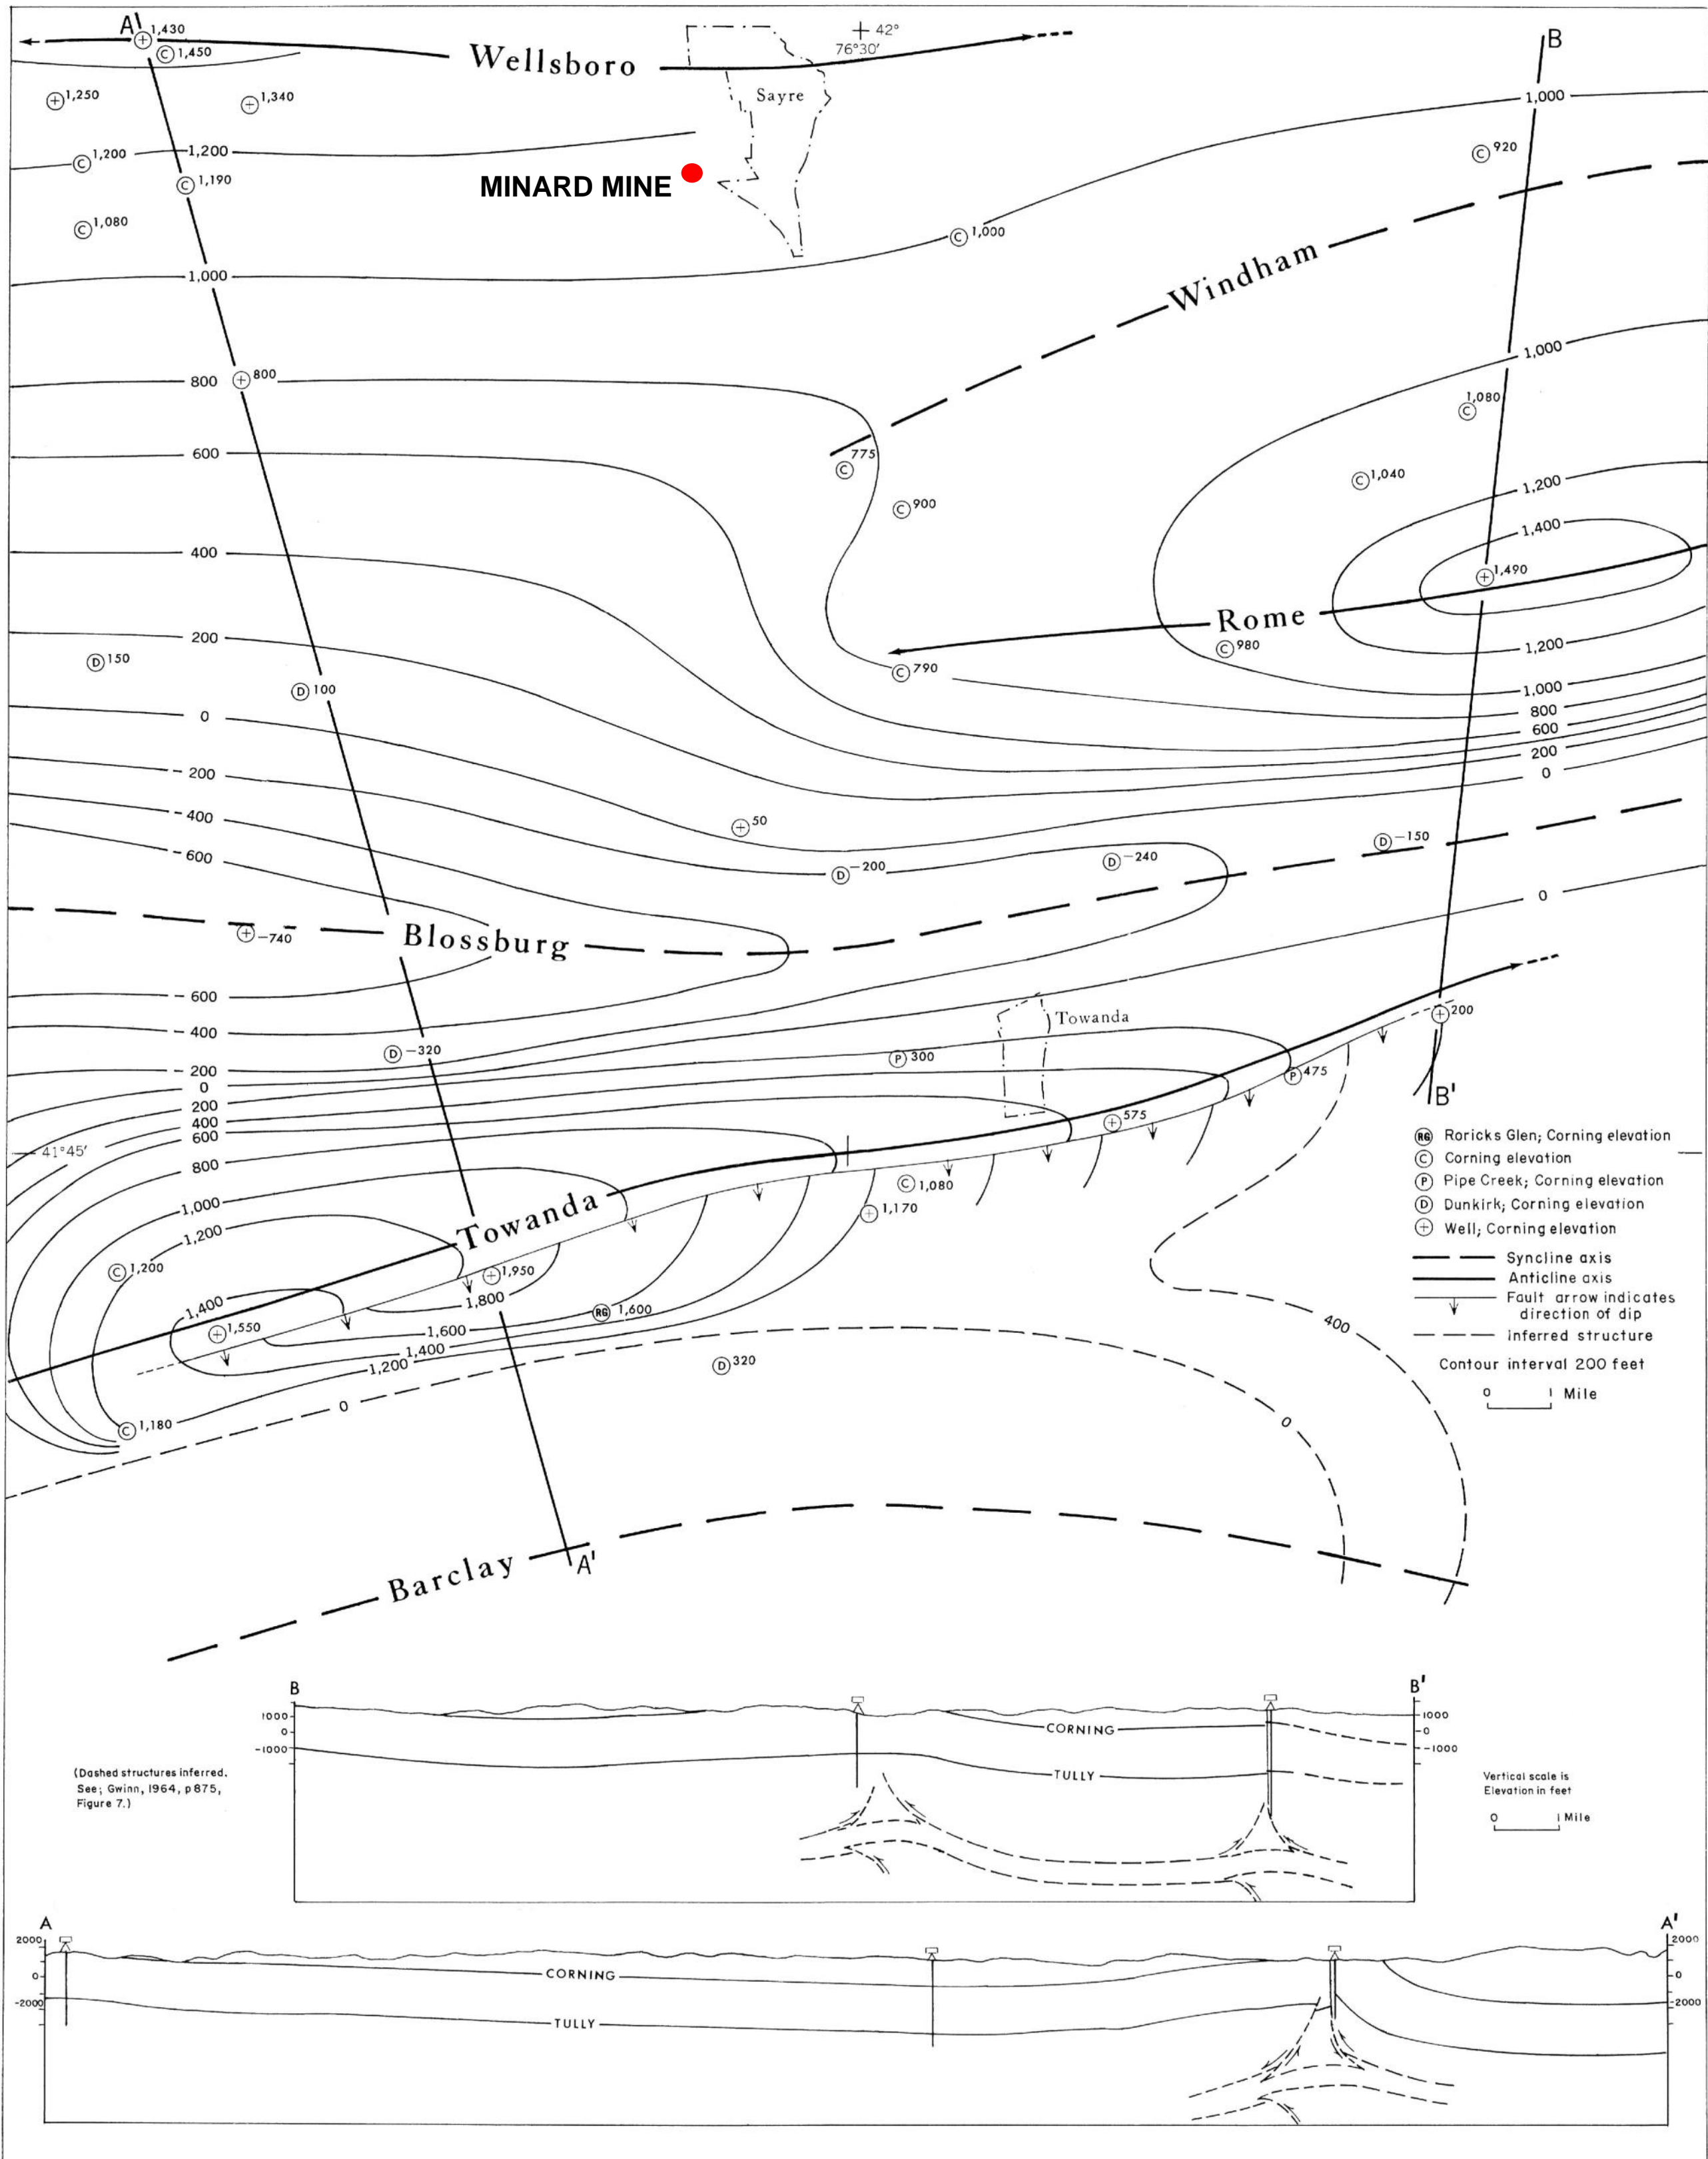 A'
1,430
C 1,450
Wellsboro
42°
76°30'
B
1,250
1,340
Sayre
1,000
C 1,200
1,200
C 920
C 1,190
MINARD MINE
C 1,080
C 1,000
1,000
Windham
1,000
800
800
1,080
C
600
775
C
C 1,040
1,200
C 900
400
1,400
1,490
Rome
200
C 980
1,200
D 150
C 790
D 100
1,000
800
0
600
200
0
-200
-400
50
-600
D -150
D -200
D -240
0
-740
Blossburg
-600
-400
200
Towanda
D -320
P 300
-200
0
P 475
B'
200
400
575
600
41°45'
800
RG Roricks Glen; Corning elevation
C Corning elevation
P Pipe Creek; Corning elevation
D Dunkirk; Corning elevation
Well; Corning elevation
Syncline axis
Anticline axis
Fault arrow indicates
direction of dip
Inferred structure
Contour interval 200 feet
0 1 Mile
1,000
C 1,080
1,170
1,200
Towanda
C 1,200
1,950
1,800
1,400
RG 1,600
1,550
1,600
400
1,400
1,200
D 320
0
0
C 1,180
Barclay
A'
B
B'
1000
0
-1000
CORNING
1000
0
-1000
TULLY
(Dashed structures inferred.
See; Gwinn, 1964, p875,
Figure 7.)
Vertical scale is
Elevation in feet
0 1 Mile
A
A'
2000
0
-2000
CORNING
2000
0
-2000
TULLY